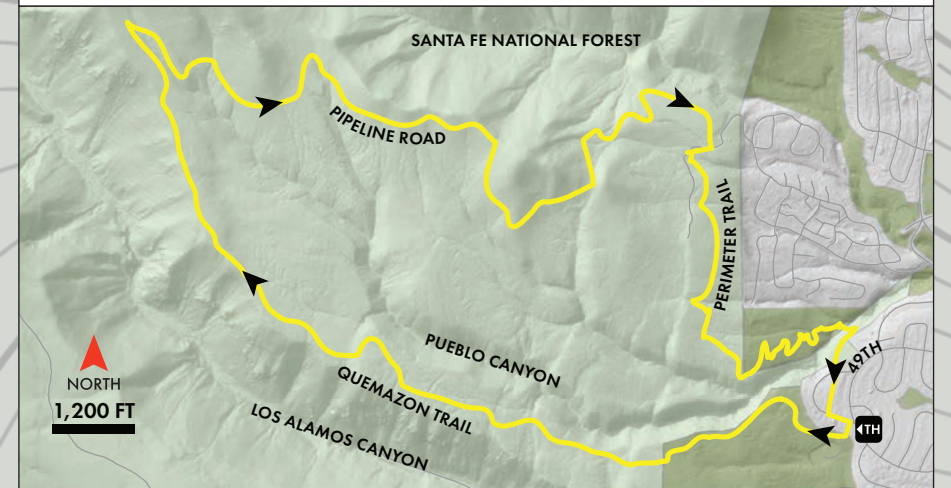 SANTA FE NATIONAL FOREST
PIPELINE ROAD
PERIMETER TRAIL
PUEBLO CANYON
49TH
QUEMAZON TRAIL
LOS ALAMOS CANYON
NORTH
1,200 FT
TH